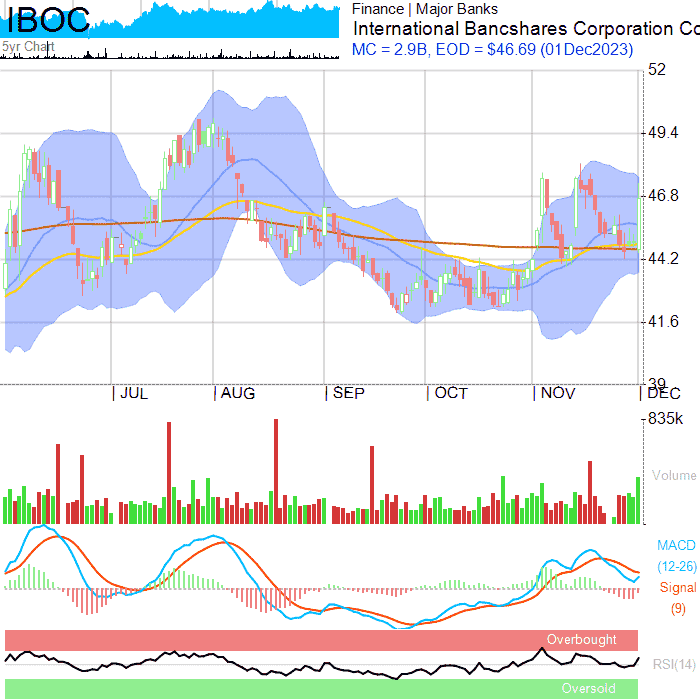 IBOC
5yr Chart
Finance | Major Banks
International Bancshares Corporation Co
MC = 2.9B, EOD = $46.69 (01Dec2023)
52
49.4
46.8
44.2
41.6
39
JUL
AUG
SEP
OCT
NOV
DEC
835k
Volume
MACD
(12-26)
Signal
(9)
Overbought
RSI(14)
Oversold